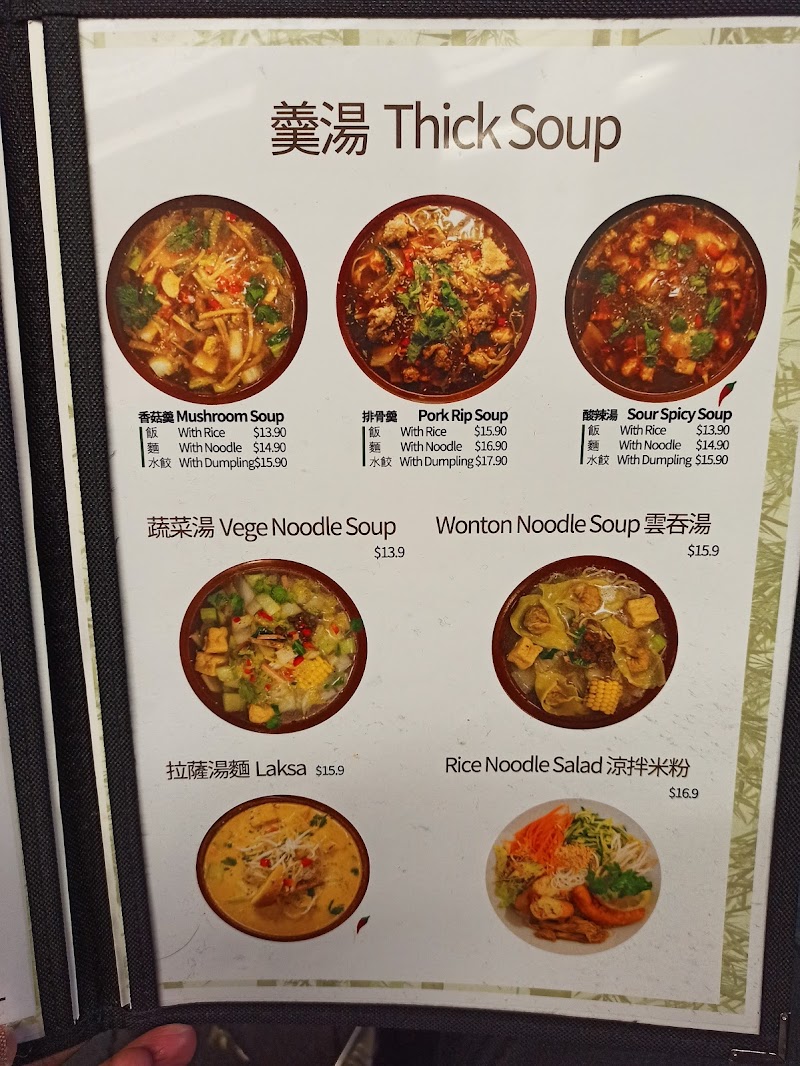 羹湯 Thick Soup
香菇羹 Mushroom Soup
飯 With Rice $13.90
麵 With Noodle $14.90
水餃 With Dumpling $15.90
排骨羹 Pork Rip Soup
飯 With Rice $15.90
麵 With Noodle $16.90
水餃 With Dumpling $17.90
酸辣湯 Sour Spicy Soup
飯 With Rice $13.90
麵 With Noodle $14.90
水餃 With Dumpling $15.90
蔬菜湯 Vege Noodle Soup
$13.9
Wonton Noodle Soup 雲吞湯
$15.9
拉薩湯麵 Laksa $15.9
Rice Noodle Salad 涼拌米粉
$16.9